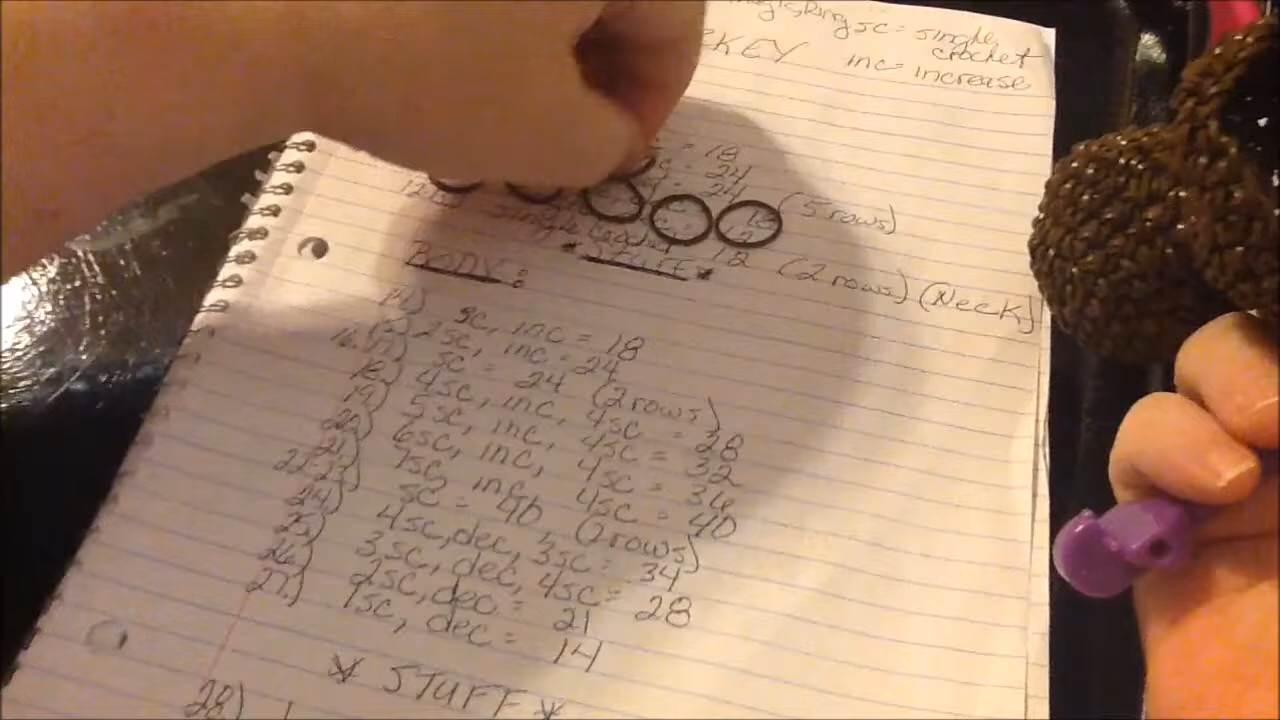 Ring sc = single
crochet
KEY inc = increase
= 18
= 24
= 24
18 (5 rows)
single crochet 12 (2 rows) (Neck)
* STUFF *
BODY:
14.) sc, inc = 18
15.) 2sc, inc = 24
16.17.) sc = 24 (2 rows)
18.) 4sc, inc, 4sc = 28
19.) 5sc, inc, 4sc = 32
20.) 6sc, inc, 4sc = 36
21.) 7sc, inc, 4sc = 40
22.23.) sc = 40 (2 rows)
24.) 4sc, dec, 3sc = 34
25.) 3sc, dec, 4sc = 28
26.) 2sc, dec = 21
27.) 1sc, dec = 14
* STUFF *
28.)